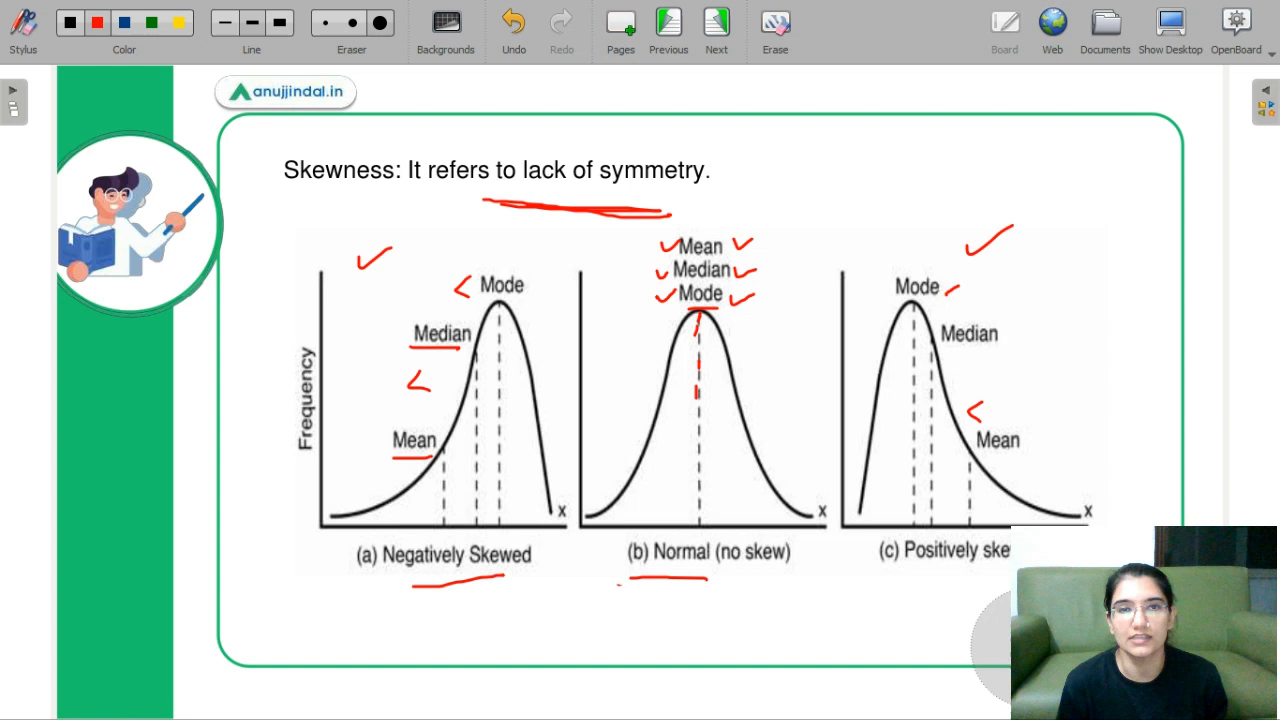 Stylus
Color
Line
Eraser
Backgrounds
Undo
Redo
Pages
Previous
Next
Erase
Board
Web
Documents
Show Desktop
OpenBoard
anujjindal.in
Skewness: It refers to lack of symmetry.
Frequency
Mean
<
Median
<
Mode
x
(a) Negatively Skewed
Mean
Median
Mode
x
(b) Normal (no skew)
Mode
Median
<
Mean
x
(c) Positively ske